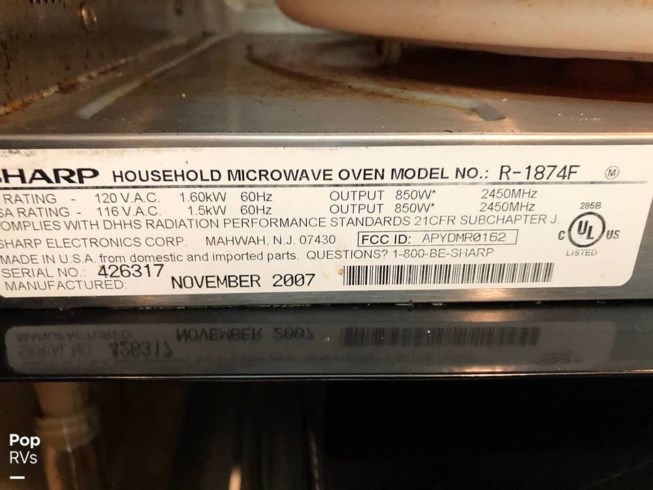 SHARP HOUSEHOLD MICROWAVE OVEN MODEL NO.: R-1874F M
RATING - 120 V.A.C. 1.60kW 60Hz OUTPUT 850W* 2450MHz
SA RATING - 116 V.A.C. 1.5kW 60Hz OUTPUT 850W* 2450MHz
COMPLIES WITH DHHS RADIATION PERFORMANCE STANDARDS 21CFR SUBCHAPTER J.
SHARP ELECTRONICS CORP. MAHWAH, N.J. 07430 FCC ID: APYDMR0152
MADE IN U.S.A. from domestic and imported parts. QUESTIONS? 1-800-BE-SHARP
SERIAL NO.: 426317
MANUFACTURED: NOVEMBER 2007
285B
C UL US
LISTED
Pop
RVs